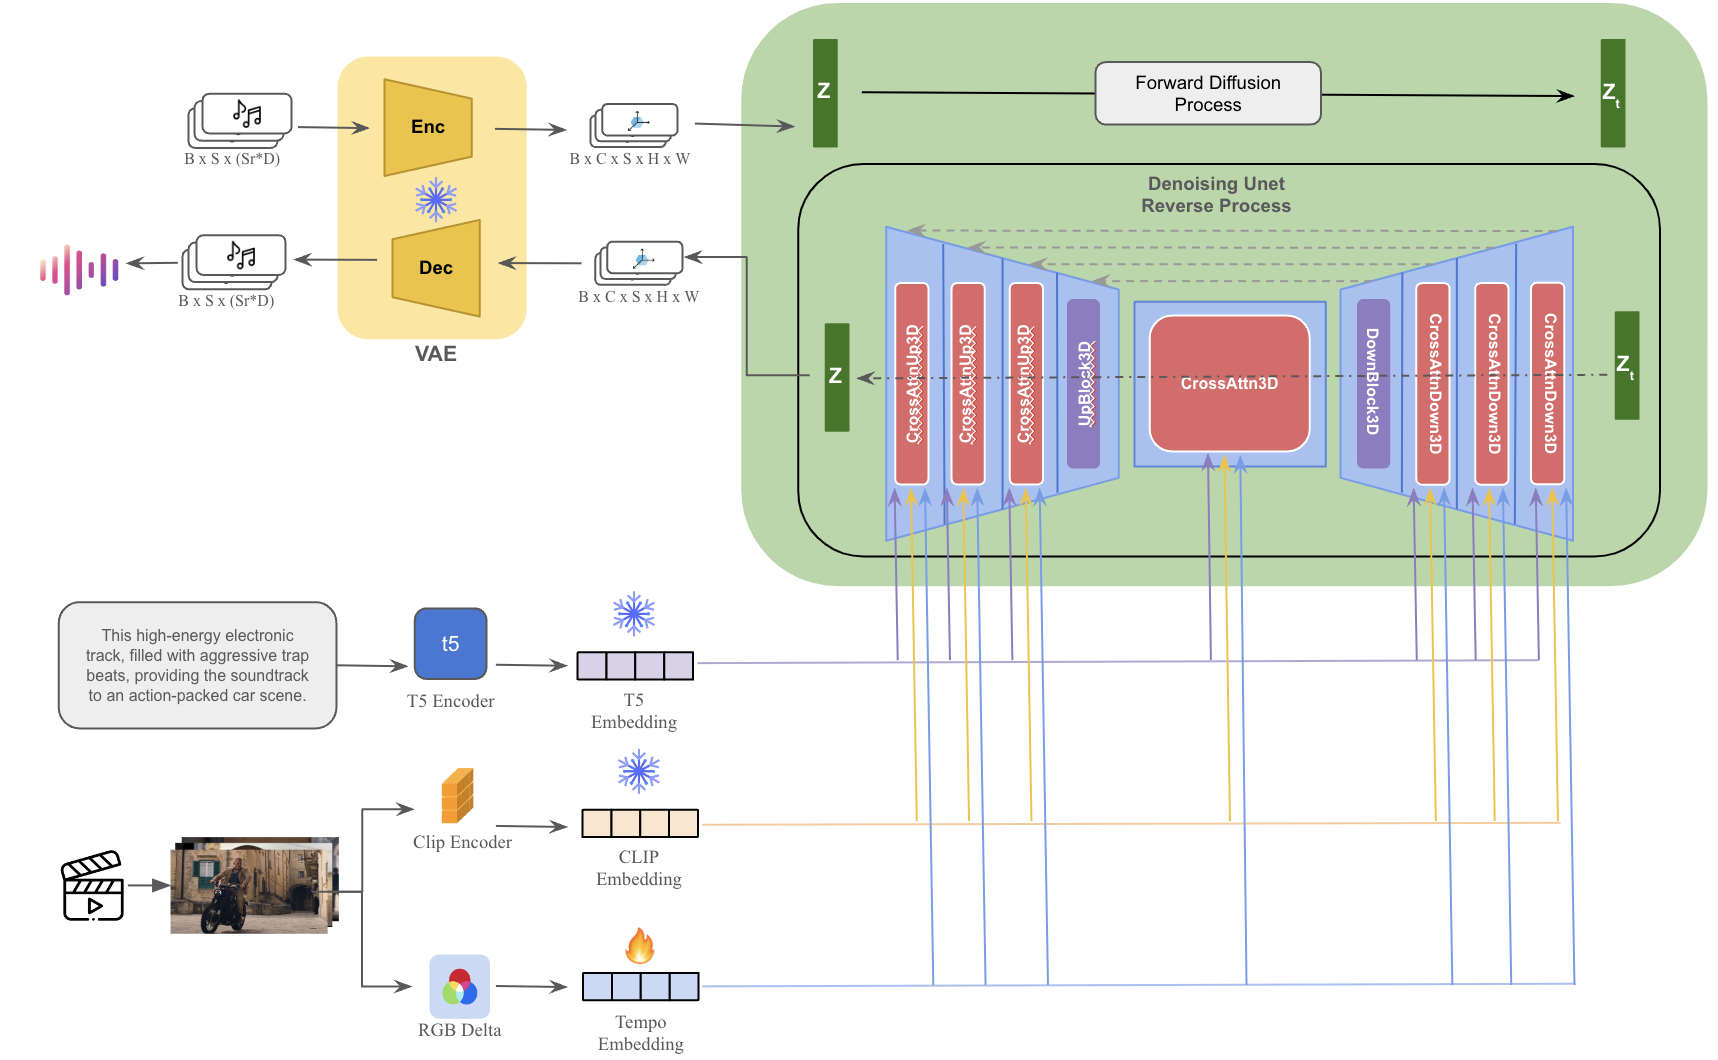 Z
Forward Diffusion
Process
Zt
Enc
B x S x (Sr*D)
B x C x S x H x W
Denoising Unet
Reverse Process
Dec
B x S x (Sr*D)
B x C x S x H x W
VAE
Z
CrossAttnUp3D
CrossAttnUp3D
CrossAttnUp3D
UpBlock3D
CrossAttn3D
DownBlock3D
CrossAttnDown3D
CrossAttnDown3D
CrossAttnDown3D
Zt
This high-energy electronic
track, filled with aggressive trap
beats, providing the soundtrack
to an action-packed car scene.
t5
T5 Encoder
T5
Embedding
Clip Encoder
CLIP
Embedding
RGB Delta
Tempo
Embedding